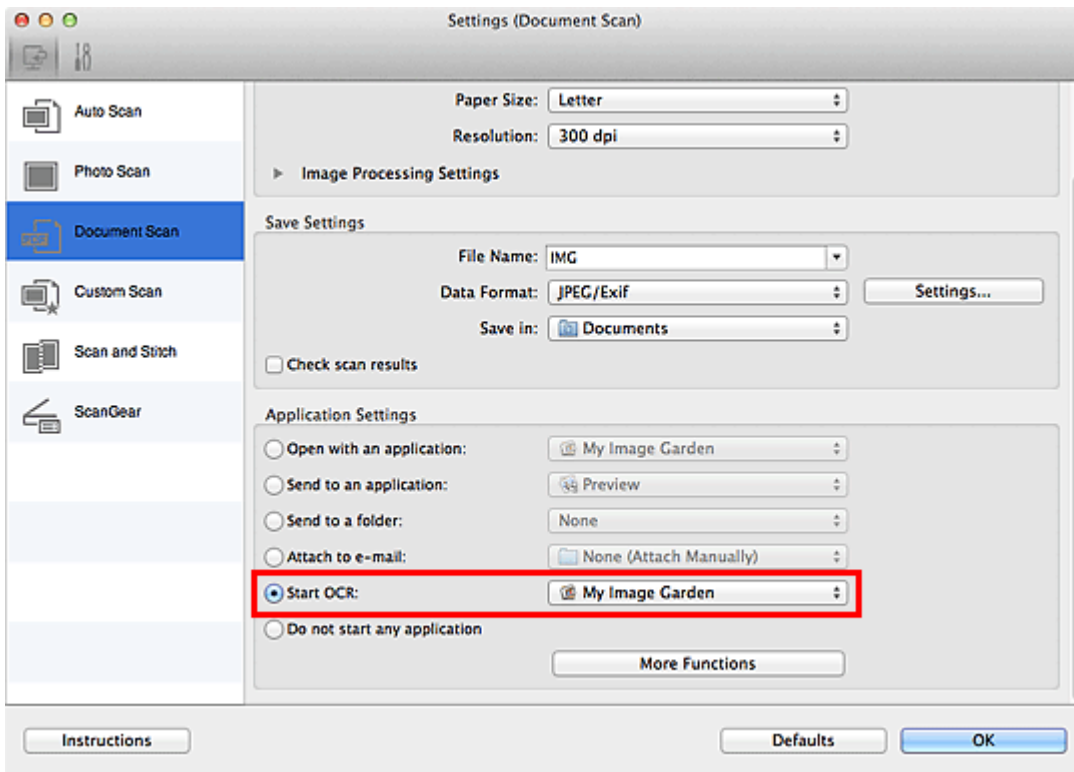 Settings (Document Scan)
Auto Scan
Photo Scan
Document Scan
Custom Scan
Scan and Stitch
ScanGear
Paper Size: Letter
Resolution: 300 dpi
Image Processing Settings
Save Settings
File Name: IMG
Data Format: JPEG/Exif Settings...
Save in: Documents
Check scan results
Application Settings
Open with an application: My Image Garden
Send to an application: Preview
Send to a folder: None
Attach to e-mail: None (Attach Manually)
Start OCR: My Image Garden
Do not start any application
More Functions
Instructions Defaults OK